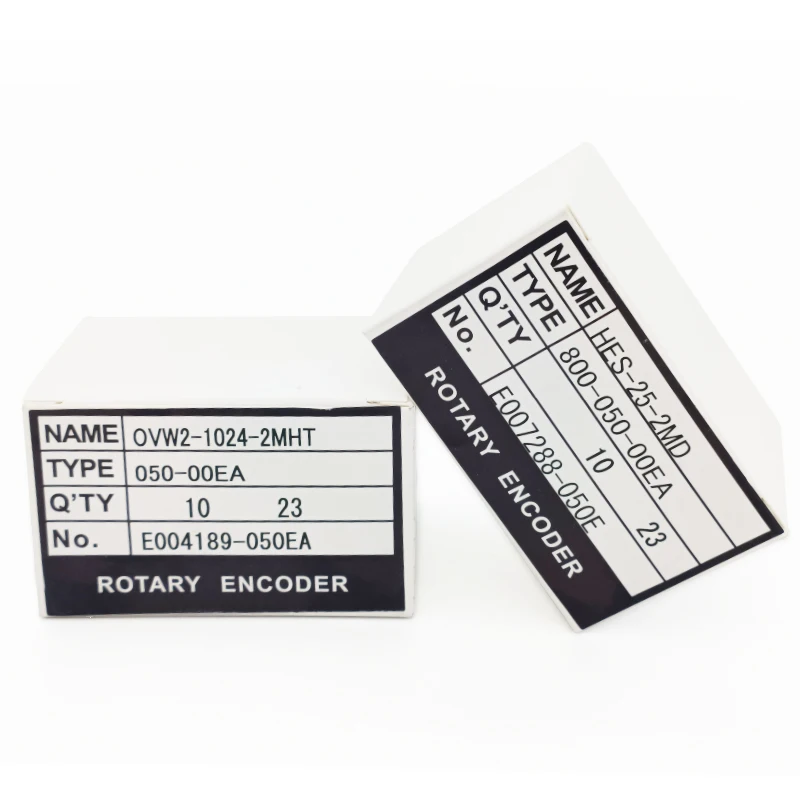 NAME OVW2-1024-2MHT
TYPE 050-00EA
Q'TY 10 23
No. E004189-050EA
ROTARY ENCODER
NAME HES-25-2MD
TYPE 800-050-00EA
Q'TY 10 23
No. E007288-050E
ROTARY ENCODER